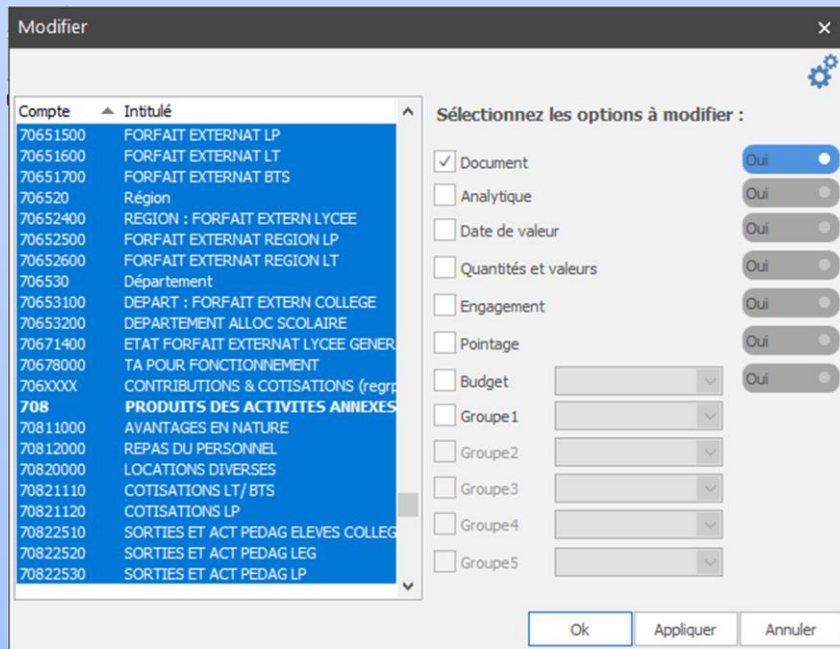 Modifier
Compte Intitulé
70651500 FORFAIT EXTERNAT LP
70651600 FORFAIT EXTERNAT LT
70651700 FORFAIT EXTERNAT BTS
706520 Région
70652400 REGION : FORFAIT EXTERN LYCEE
70652500 FORFAIT EXTERNAT REGION LP
70652600 FORFAIT EXTERNAT REGION LT
706530 Département
70653100 DEPART : FORFAIT EXTERN COLLEGE
70653200 DEPARTEMENT ALLOC SCOLAIRE
70671400 ETAT FORFAIT EXTERNAT LYCEE GENER
70678000 TA POUR FONCTIONNEMENT
706XXXX CONTRIBUTIONS & COTISATIONS (regrp
708 PRODUITS DES ACTIVITES ANNEXES
70811000 AVANTAGES EN NATURE
70812000 REPAS DU PERSONNEL
70820000 LOCATIONS DIVERSES
70821110 COTISATIONS LT/BTS
70821120 COTISATIONS LP
70822510 SORTIES ET ACT PEDAG ELEVES COLLEG
70822520 SORTIES ET ACT PEDAG LEG
70822530 SORTIES ET ACT PEDAG LP
Sélectionnez les options à modifier :
Document Oui
Analytique Oui
Date de valeur Oui
Quantités et valeurs Oui
Engagement Oui
Pointage Oui
Budget Oui
Groupe1
Groupe2
Groupe3
Groupe4
Groupe5
Ok Appliquer Annuler